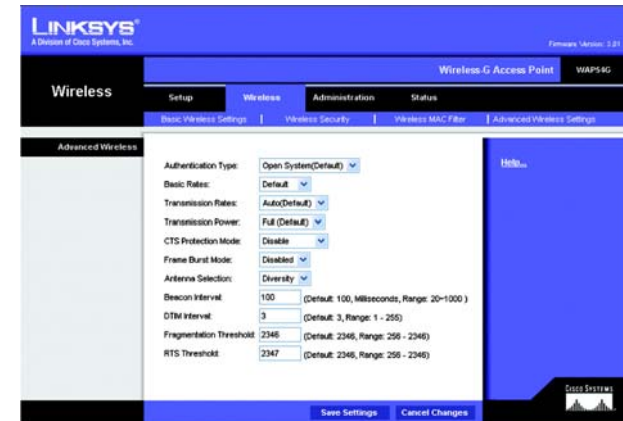 LINKSYS®
A Division of Cisco Systems, Inc.
Firmware Version: 3.01
Wireless-G Access Point WAP54G
Wireless
Setup Wireless Administration Status
Basic Wireless Settings | Wireless Security | Wireless MAC Filter | Advanced Wireless Settings
Advanced Wireless
Authentication Type: Open System(Default)
Basic Rates: Default
Transmission Rates: Auto(Default)
Transmission Power: Full (Default)
CTS Protection Mode: Disable
Frame Burst Mode: Disabled
Antenna Selection: Diversity
Beacon Interval: 100 (Default: 100, Milliseconds, Range: 20~1000 )
DTIM Interval: 3 (Default: 3, Range: 1 - 255)
Fragmentation Threshold: 2346 (Default: 2346, Range: 256 - 2346)
RTS Threshold: 2347 (Default: 2346, Range: 256 - 2346)
Help...
Save Settings Cancel Changes
CISCO SYSTEMS